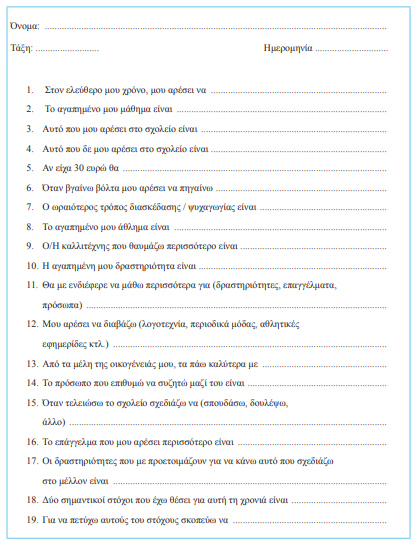 Όνομα: ......................................................................................................................
Τάξη: .......................... Ημερομηνία ..............................
1. Στον ελεύθερο μου χρόνο, μου αρέσει να ..............................................................
2. Το αγαπημένο μου μάθημα είναι ..........................................................................
3. Αυτό που μου αρέσει στο σχολείο είναι .................................................................
4. Αυτό που δε μου αρέσει στο σχολείο είναι .............................................................
5. Αν είχα 30 ευρώ θα .............................................................................................
6. Όταν βγαίνω βόλτα μου αρέσει να πηγαίνω ............................................................
7. Ο ωραιότερος τρόπος διασκέδασης / ψυχαγωγίας είναι .............................................
8. Το αγαπημένο μου άθλημα είναι ..........................................................................
9. Ο/Η καλλιτέχνης που θαυμάζω περισσότερο είναι ....................................................
10. Η αγαπημένη μου δραστηριότητα είναι ..................................................................
11. Θα με ενδιέφερε να μάθω περισσότερα για (δραστηριότητες, επαγγέλματα,
πρόσωπα) .........................................................................................................
12. Μου αρέσει να διαβάζω (λογοτεχνία, περιοδικά μόδας, αθλητικές
εφημερίδες κτλ.) ................................................................................................
13. Από τα μέλη της οικογένειάς μου, τα πάω καλύτερα με ............................................
14. Το πρόσωπο που επιθυμώ να συζητώ μαζί του είναι .................................................
15. Όταν τελειώσω το σχολείο σχεδιάζω να (σπουδάσω, δουλέψω,
άλλο) ...............................................................................................................
16. Το επάγγελμα που μου αρέσει περισσότερο είναι .....................................................
17. Οι δραστηριότητες που με προετοιμάζουν για να κάνω αυτό που σχεδιάζω
στο μέλλον είναι ................................................................................................
18. Δύο σημαντικοί στόχοι που έχω θέσει για αυτή τη χρονιά είναι ..................................
19. Για να πετύχω αυτούς του στόχους σκοπεύω να ......................................................